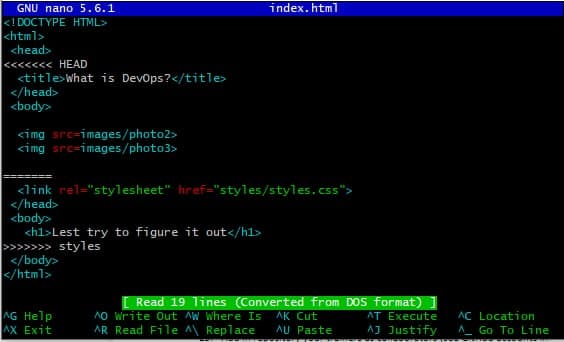 GNU nano 5.6.1 index.html
<!DOCTYPE HTML>
<html>
<head>
<<<<<<< HEAD
<title>What is DevOps?</title>
</head>
<body>
<img src=images/photo2>
<img src=images/photo3>
=======
<link rel="stylesheet" href="styles/styles.css">
</head>
<body>
<h1>Lest try to figure it out</h1>
>>>>>>> styles
</body>
</html>
[ Read 19 lines (Converted from DOS format) ]
^G Help ^O Write Out ^W Where Is ^K Cut ^T Execute ^C Location
^X Exit ^R Read File ^\ Replace ^U Paste ^J Justify ^_ Go To Line